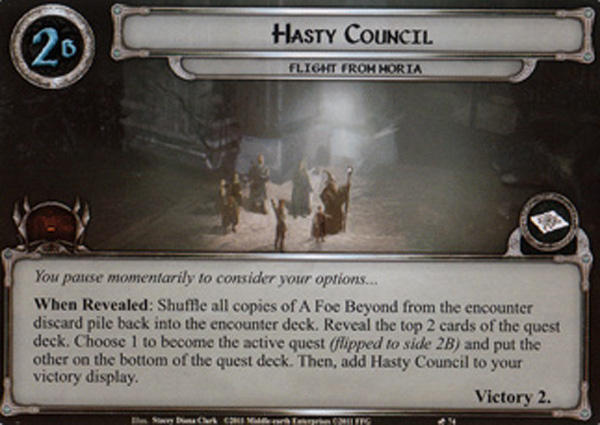 2B
HASTY COUNCIL
FLIGHT FROM MORIA
You pause momentarily to consider your options...
When Revealed: Shuffle all copies of A Foe Beyond from the encounter
discard pile back into the encounter deck. Reveal the top 2 cards of the quest
deck. Choose 1 to become the active quest (flipped to side 2B) and put the
other on the bottom of the quest deck. Then, add Hasty Council to your
victory display.
Victory 2.
Illus. Stacey Diana Clark ©2011 Middle-earth Enterprises ©2011 FFG 74